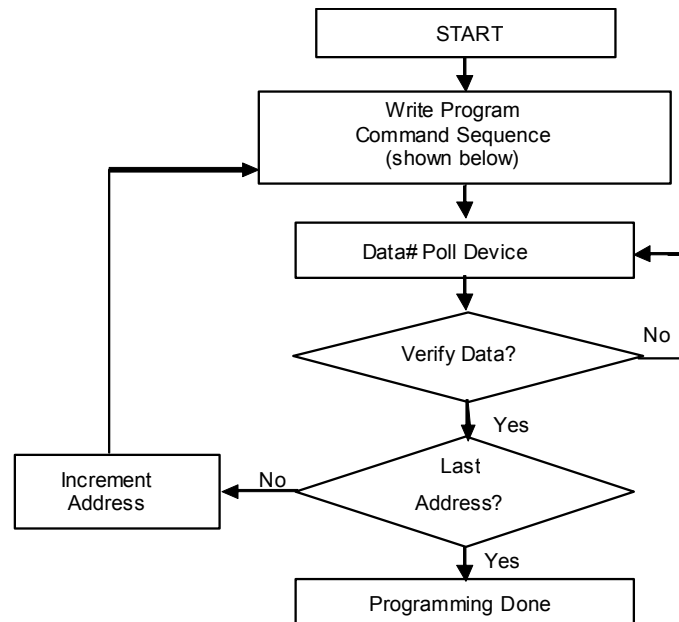 START
Write Program
Command Sequence
(shown below)
Data# Poll Device
Verify Data?
No
Yes
Last
Address?
No
Increment
Address
Yes
Programming Done